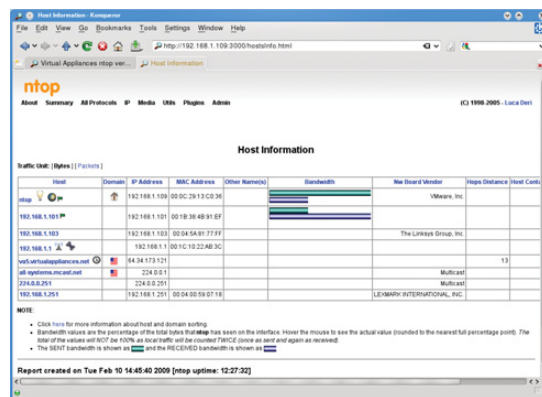 Host Information - Konqueror
File Edit View Go Bookmarks Tools Settings Window Help
http://192.168.1.109:3000/hostsInfo.html
Virtual Appliances ntop ver... Host Information
ntop
About Summary All Protocols IP Media Utils Plugins Admin (C) 1998-2005 - Luca Deri
Host Information
Traffic Unit: [Bytes] [ Packets ]
Host Domain IP Address MAC Address Other Name(s) Bandwidth Nw Board Vendor Hops Distance Host Conta
ntop 192.168.1.109 00:0C:29:13:C0:36 VMware, Inc.
192.168.1.101 192.168.1.101 00:1B:38:4B:91:EF
192.168.1.103 192.168.1.103 00:04:5A:81:77:FF The Linksys Group, Inc.
192.168.1.1 192.168.1.1 00:1C:10:22:AB:3C
vs5.virtualappliances.net 64.34.173.121 13
all-systems.mcast.net 224.0.0.1 Multicast
224.0.0.251 224.0.0.251 Multicast
192.168.1.251 192.168.1.251 00:04:00:59:07:18 LEXMARK INTERNATIONAL, INC.
NOTE:
Click here for more information about host and domain sorting.
Bandwidth values are the percentage of the total bytes that ntop has seen on the interface. Hover the mouse to see the actual value (rounded to the nearest full percentage point). The
total of the values will NOT be 100% as local traffic will be counted TWICE (once as sent and again as received).
The SENT bandwidth is shown as and the RECEIVED bandwidth is shown as
Report created on Tue Feb 10 14:45:40 2009 [ntop uptime: 12:27:32]